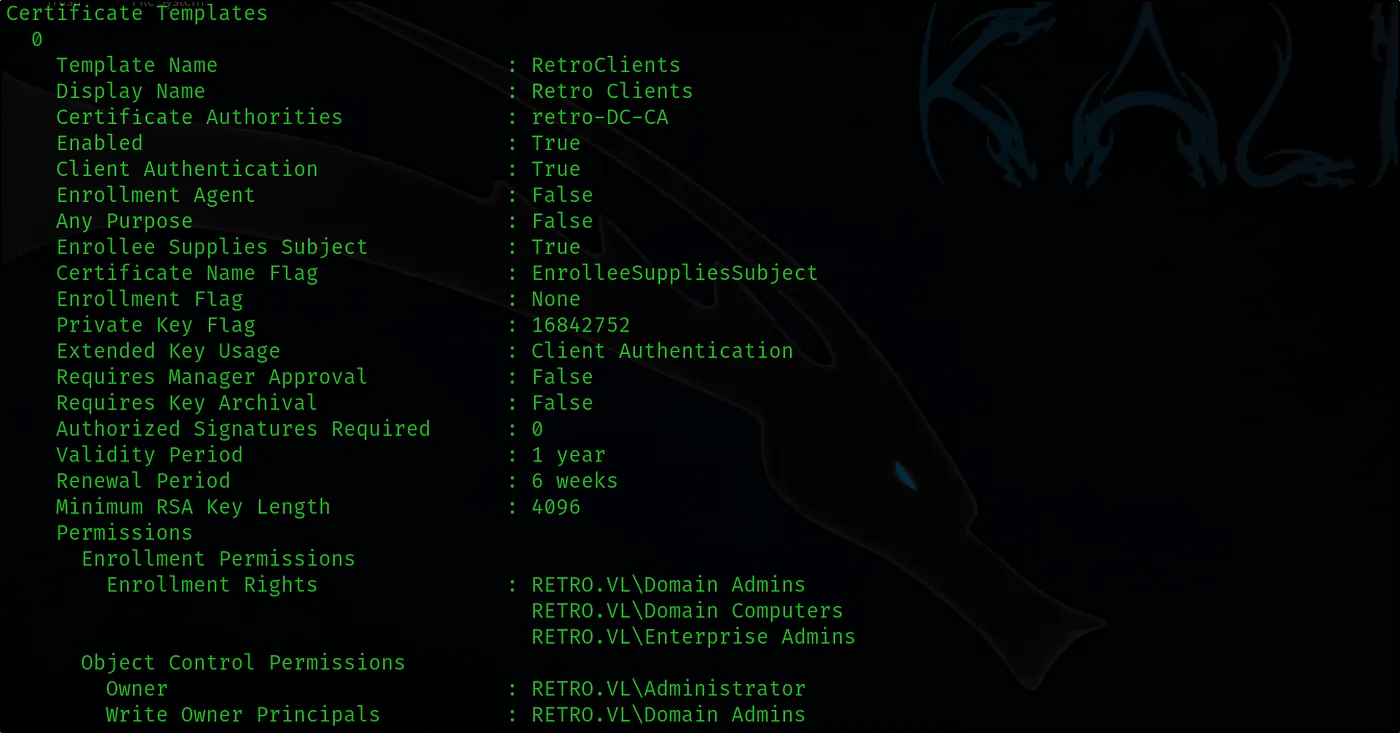 Certificate Templates
0
Template Name : RetroClients
Display Name : Retro Clients
Certificate Authorities : retro-DC-CA
Enabled : True
Client Authentication : True
Enrollment Agent : False
Any Purpose : False
Enrollee Supplies Subject : True
Certificate Name Flag : EnrolleeSuppliesSubject
Enrollment Flag : None
Private Key Flag : 16842752
Extended Key Usage : Client Authentication
Requires Manager Approval : False
Requires Key Archival : False
Authorized Signatures Required : 0
Validity Period : 1 year
Renewal Period : 6 weeks
Minimum RSA Key Length : 4096
Permissions
Enrollment Permissions
Enrollment Rights : RETRO.VL\Domain Admins
RETRO.VL\Domain Computers
RETRO.VL\Enterprise Admins
Object Control Permissions
Owner : RETRO.VL\Administrator
Write Owner Principals : RETRO.VL\Domain Admins
KALI